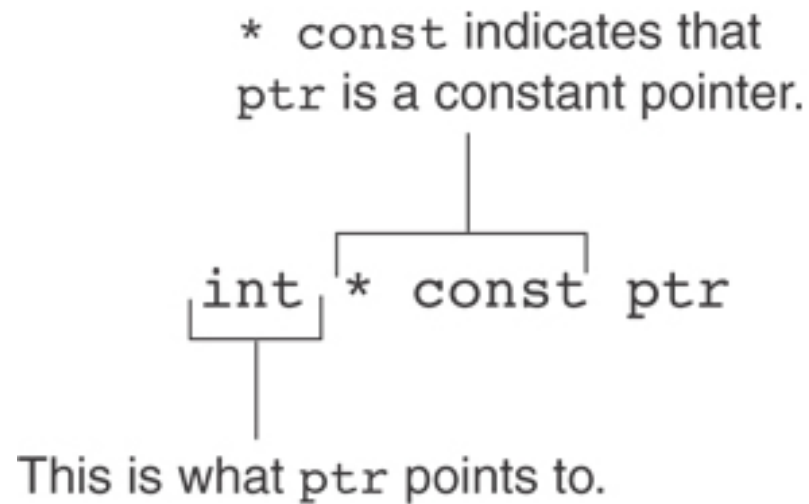 * const indicates that
ptr is a constant pointer.
int * const ptr
This is what ptr points to.